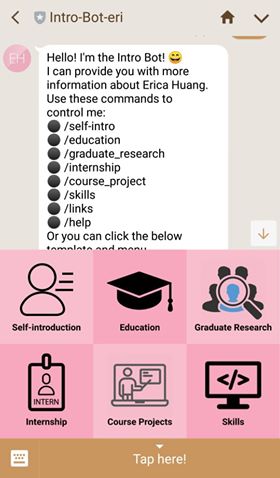 Intro-Bot-eri
EH
Hello! I'm the Intro Bot! 😄
I can provide you with more
information about Erica Huang.
Use these commands to
control me:
⚫ /self-intro
⚫ /education
⚫ /graduate_research
⚫ /internship
⚫ /course_project
⚫ /skills
⚫ /links
⚫ /help
Or you can click the below
template and menu
Self-introduction
Education
Graduate Research
INTERN
</>
Internship
Course Projects
Skills
Tap here!